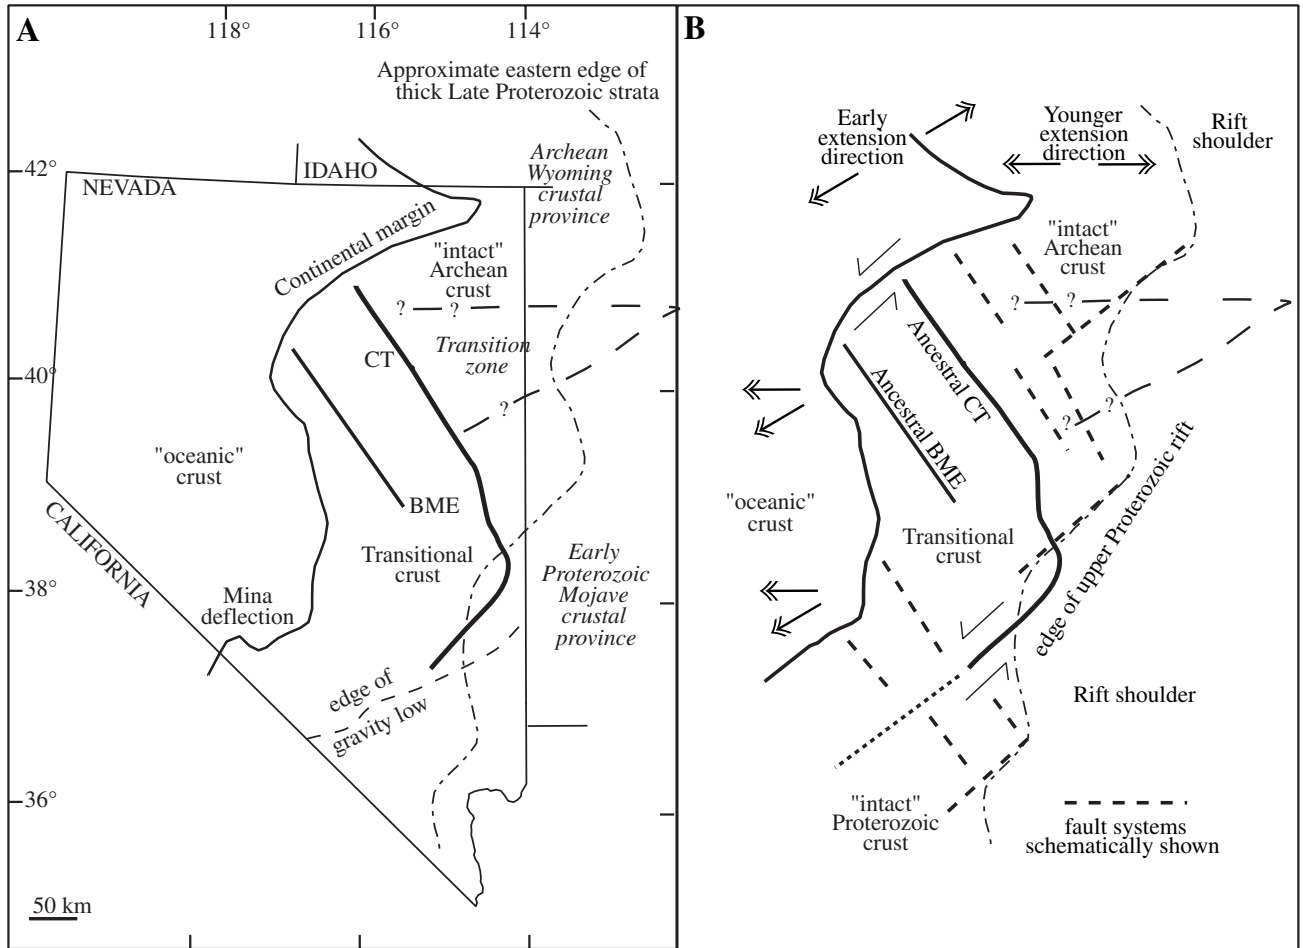 A
118°
116°
114°
Approximate eastern edge of
thick Late Proterozoic strata
42°
NEVADA
IDAHO
Archean
Wyoming
crustal
province
Continental margin
"intact"
Archean
crust
?
?
Transition
zone
CT
40°
?
"oceanic"
crust
BME
CALIFORNIA
Transitional
crust
Early
Proterozoic
Mojave
crustal
province
38°
Mina
deflection
edge of
gravity low
36°
50 km
B
Early
extension
direction
Younger
extension
direction
Rift
shoulder
"intact"
Archean
crust
?
?
Ancestral CT
Ancestral BME
?
?
"oceanic"
crust
Transitional
crust
edge of upper Proterozoic rift
Rift shoulder
"intact"
Proterozoic
crust
fault systems
schematically shown